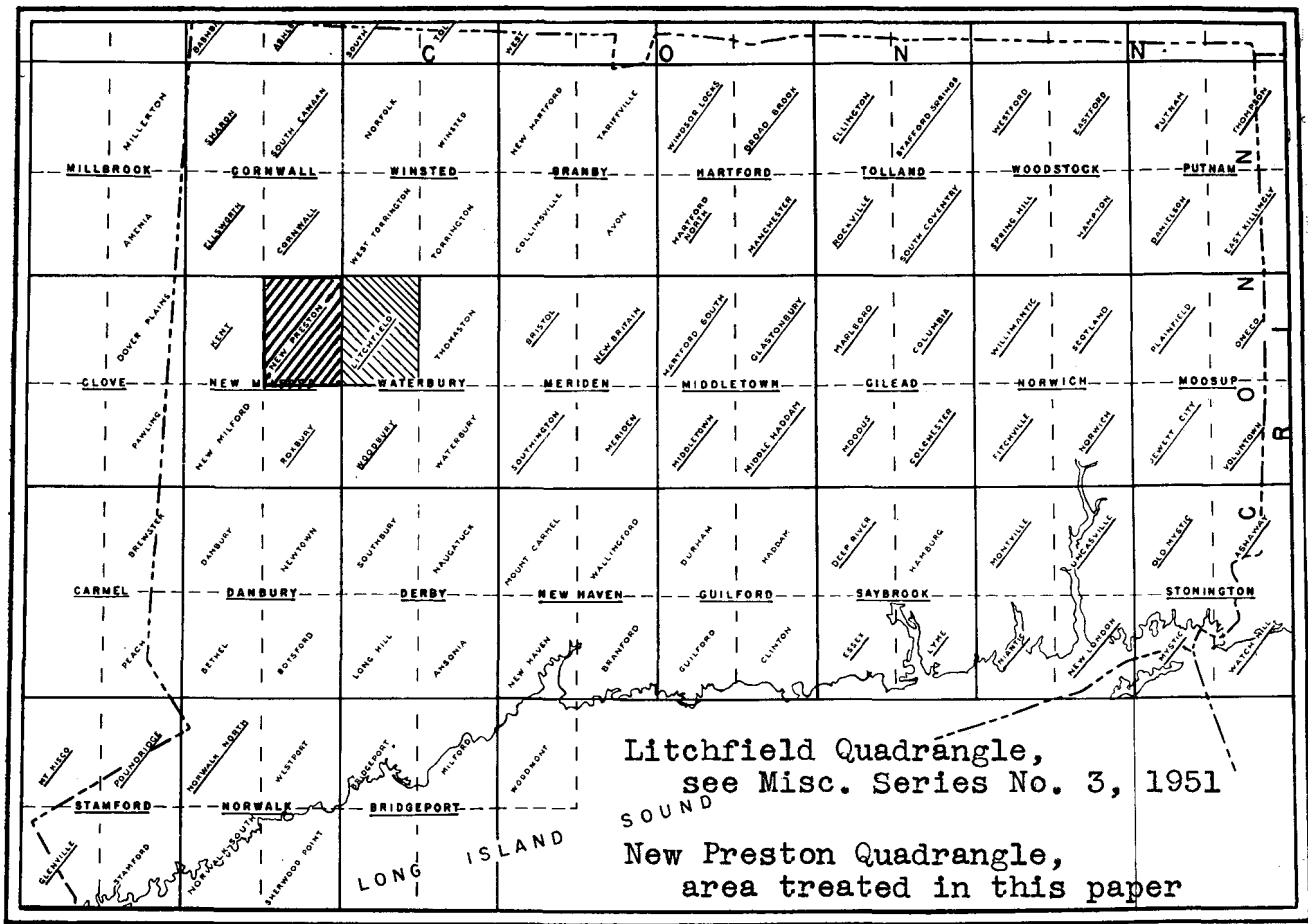 C O N N
MILLERTON
SHARON
SOUTH CANAAN
NORFOLK
WINSTED
NEW HARTFORD
TARIFFVILLE
WINDSOR LOCKS
BROAD BROOK
ELLINGTON
STAFFORD SPRINGS
WESTFORD
EASTFORD
PUTNAM
THOMPSON
MILLBROOK
CORNWALL
WINSTED
GRANBY
HARTFORD
TOLLAND
WOODSTOCK
PUTNAM
AMENIA
ELLSWORTH
CORNWALL
WEST TORRINGTON
TORRINGTON
COLLINSVILLE
AVON
HARTFORD NORTH
MANCHESTER
ROCKVILLE
SOUTH COVENTRY
SPRING HILL
HAMPTON
DANIELSON
EAST KILLINGLY
DOVER PLAINS
KENT
NEW PRESTON
LITCHFIELD
THOMASTON
BRISTOL
NEW BRITAIN
HARTFORD SOUTH
GLASTONBURY
MARLBORO
COLUMBIA
WILLIMANTIC
SCOTLAND
PLAINFIELD
ONECO
CLOVE
NEW
WATERBURY
MERIDEN
MIDDLETOWN
GILEAD
NORWICH
MOOSUP
PAWLING
NEW MILFORD
ROXBURY
WOODBURY
WATERBURY
SOUTHINGTON
MERIDEN
MIDDLETOWN
MIDDLE HADDAM
MOODUS
COLCHESTER
FITCHVILLE
NORWICH
JEWETT CITY
VOLUNTOWN
CONN
R I
BREWSTER
DANBURY
NEWTOWN
SOUTHBURY
NAUGATUCK
MOUNT CARMEL
WALLINGFORD
DURHAM
HADDAM
DEEP RIVER
HAMBURG
MONTVILLE
UNCASVILLE
OLD MYSTIC
ASHAWAY
CARMEL
DANBURY
DERBY
NEW HAVEN
GUILFORD
SAYBROOK
STONINGTON
PEACH
BETHEL
BOTSFORD
LONG HILL
ANSONIA
NEW HAVEN
BRANFORD
GUILFORD
CLINTON
ESSEX
LYME
NIANTIC
NEW LONDON
MYSTIC
WATCH HILL
MT KISCO
POUNDRIDGE
NORWALK NORTH
WESTPORT
BRIDGEPORT
MILFORD
WOODMONT
STAMFORD
NORWALK
BRIDGEPORT
GLENVILLE
STAMFORD
NORWALK SOUTH
SHERWOOD POINT
LONG ISLAND SOUND
Litchfield Quadrangle,
see Misc. Series No. 3, 1951
New Preston Quadrangle,
area treated in this paper